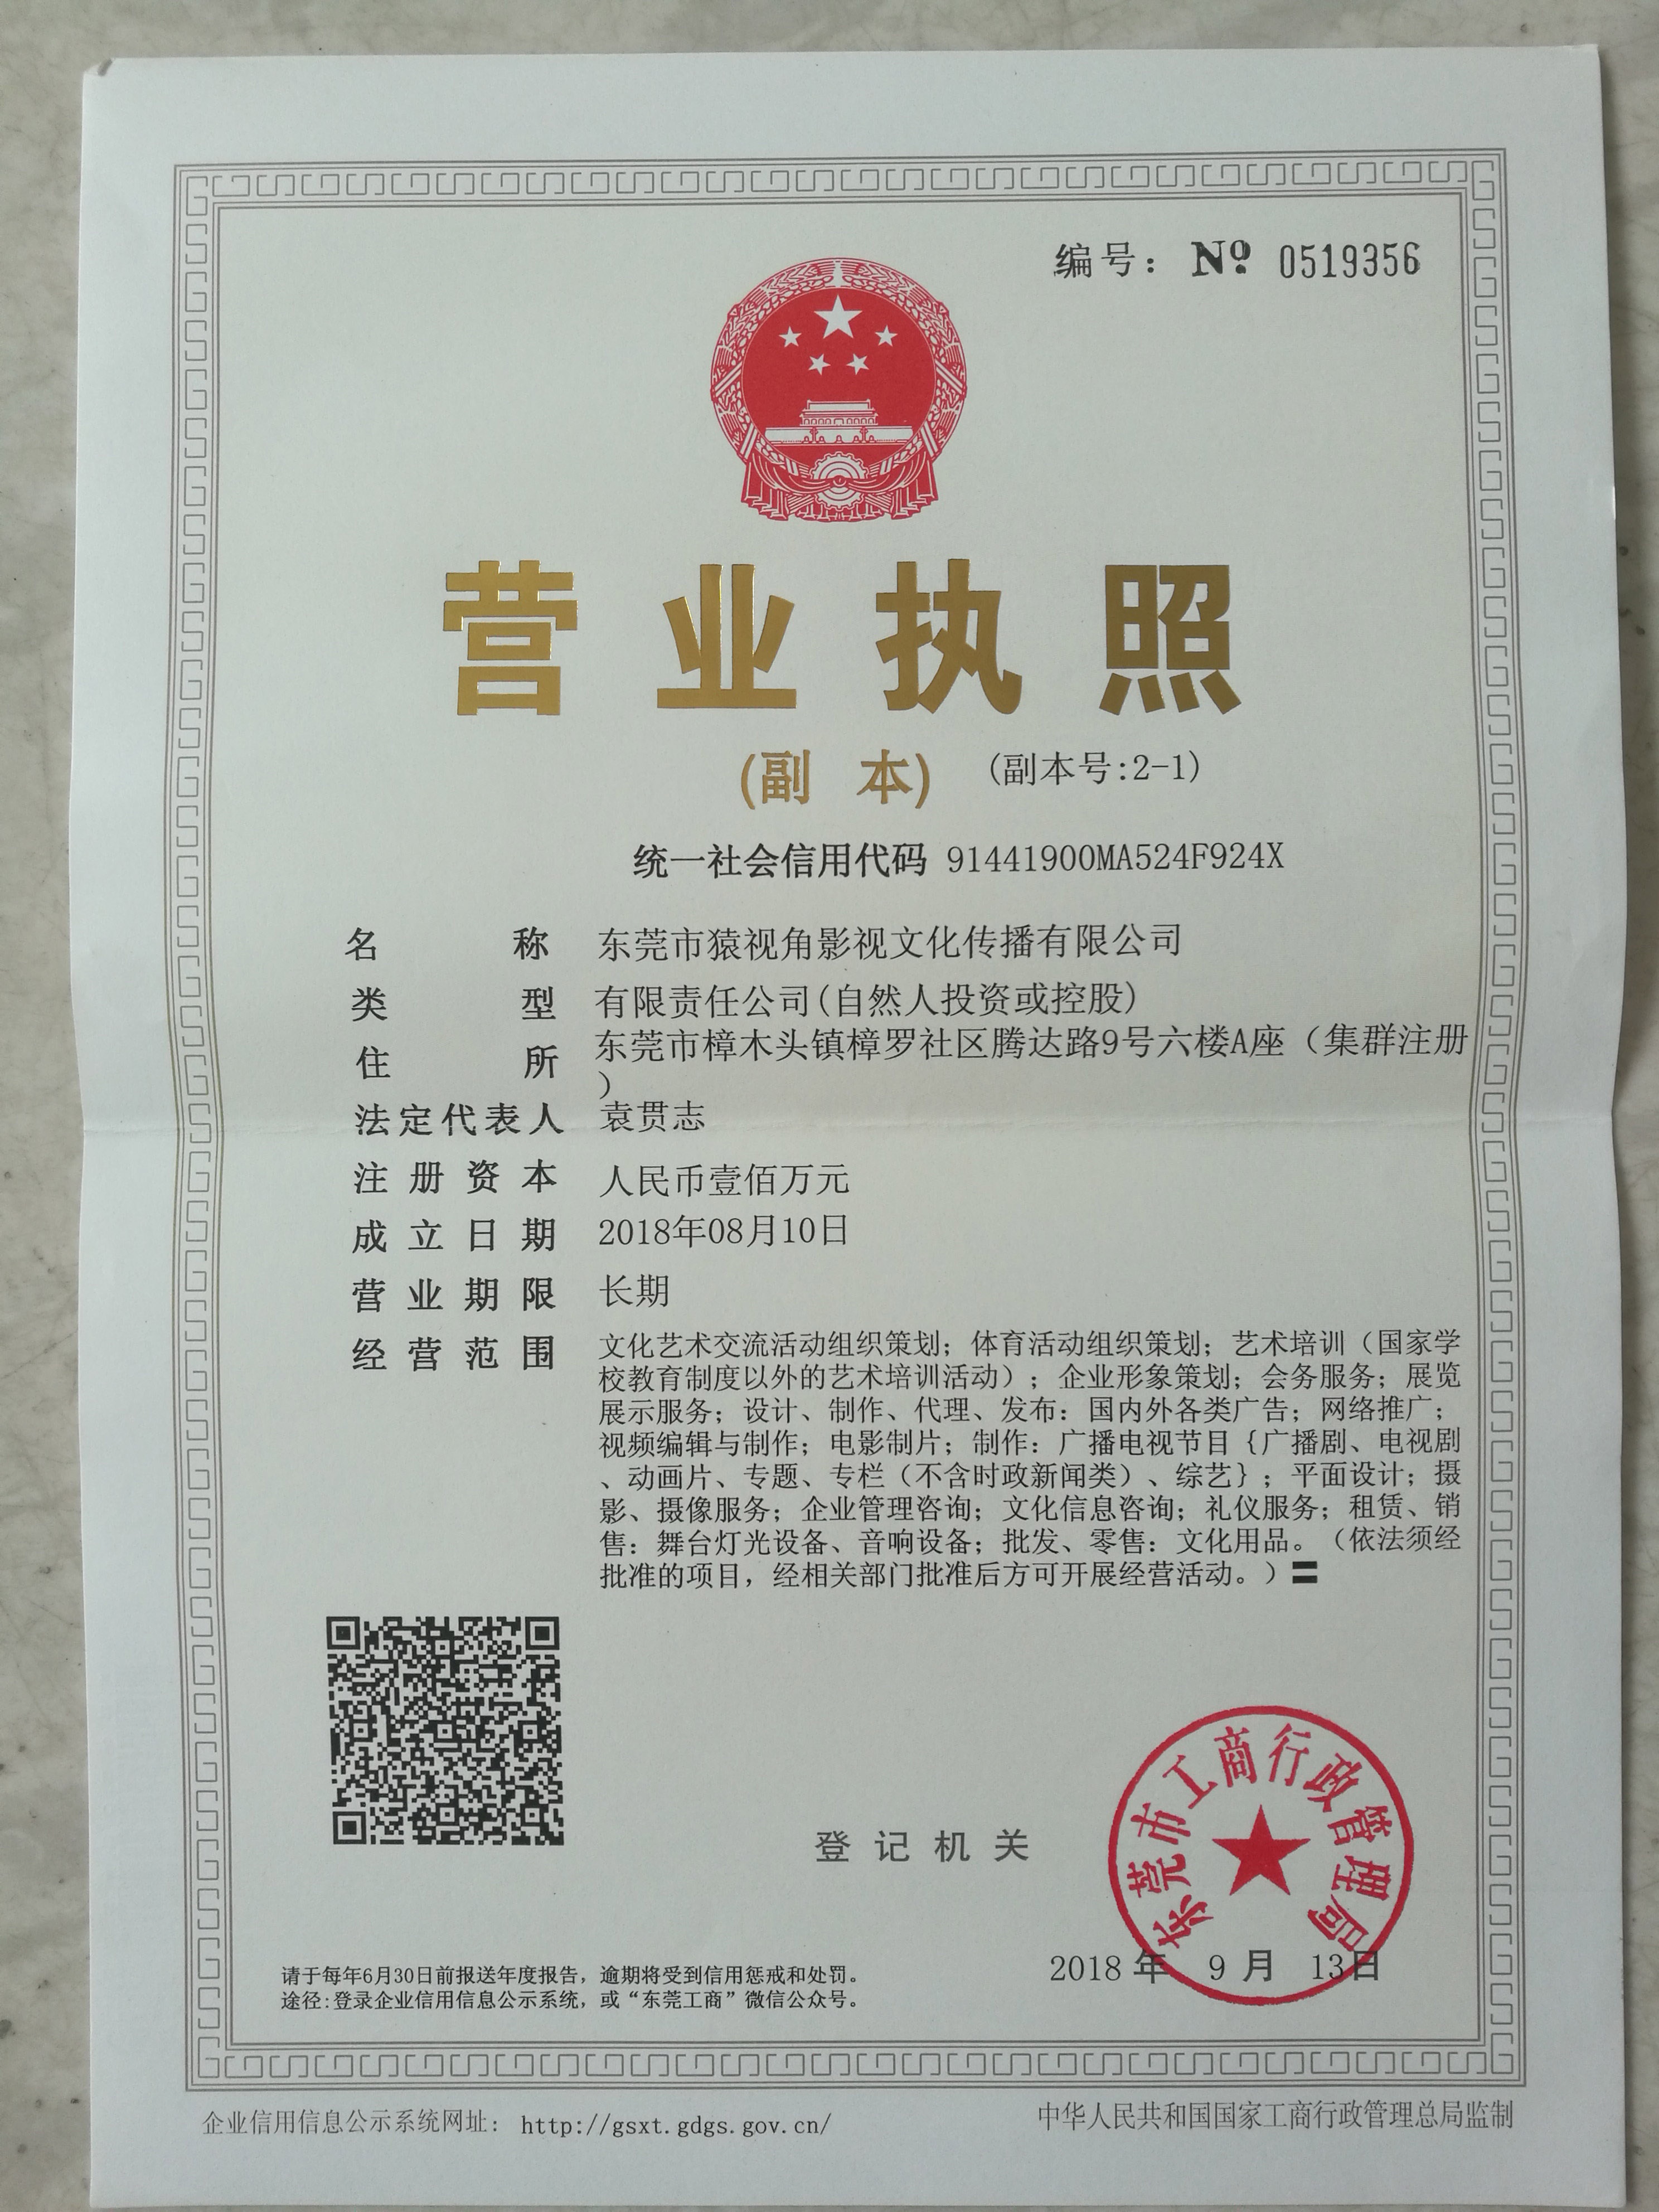 编号：Nº 0519356
营业执照
(副本) (副本号:2-1)
统一社会信用代码 91441900MA524F924X
名称 东莞市猿视角影视文化传播有限公司
类型 有限责任公司(自然人投资或控股)
住所 东莞市樟木头镇樟罗社区腾达路9号六楼A座（集群注册
）
法定代表人 袁贯志
注册资本 人民币壹佰万元
成立日期 2018年08月10日
营业期限 长期
经营范围 文化艺术交流活动组织策划；体育活动组织策划；艺术培训（国家学
校教育制度以外的艺术培训活动）；企业形象策划；会务服务；展览
展示服务；设计、制作、代理、发布：国内外各类广告；网络推广；
视频编辑与制作；电影制片；制作：广播电视节目｛广播剧、电视剧
、动画片、专题、专栏（不含时政新闻类）、综艺｝；平面设计；摄
影、摄像服务；企业管理咨询；文化信息咨询；礼仪服务；租赁、销
售：舞台灯光设备、音响设备；批发、零售：文化用品。（依法须经
批准的项目，经相关部门批准后方可开展经营活动。）〓
东莞市工商行政管理局
登记机关
2018年9月13日
请于每年6月30日前报送年度报告，逾期将受到信用惩戒和处罚。
途径:登录企业信用信息公示系统，或“东莞工商”微信公众号。
企业信用信息公示系统网址：http://gsxt.gdgs.gov.cn/
中华人民共和国国家工商行政管理总局监制